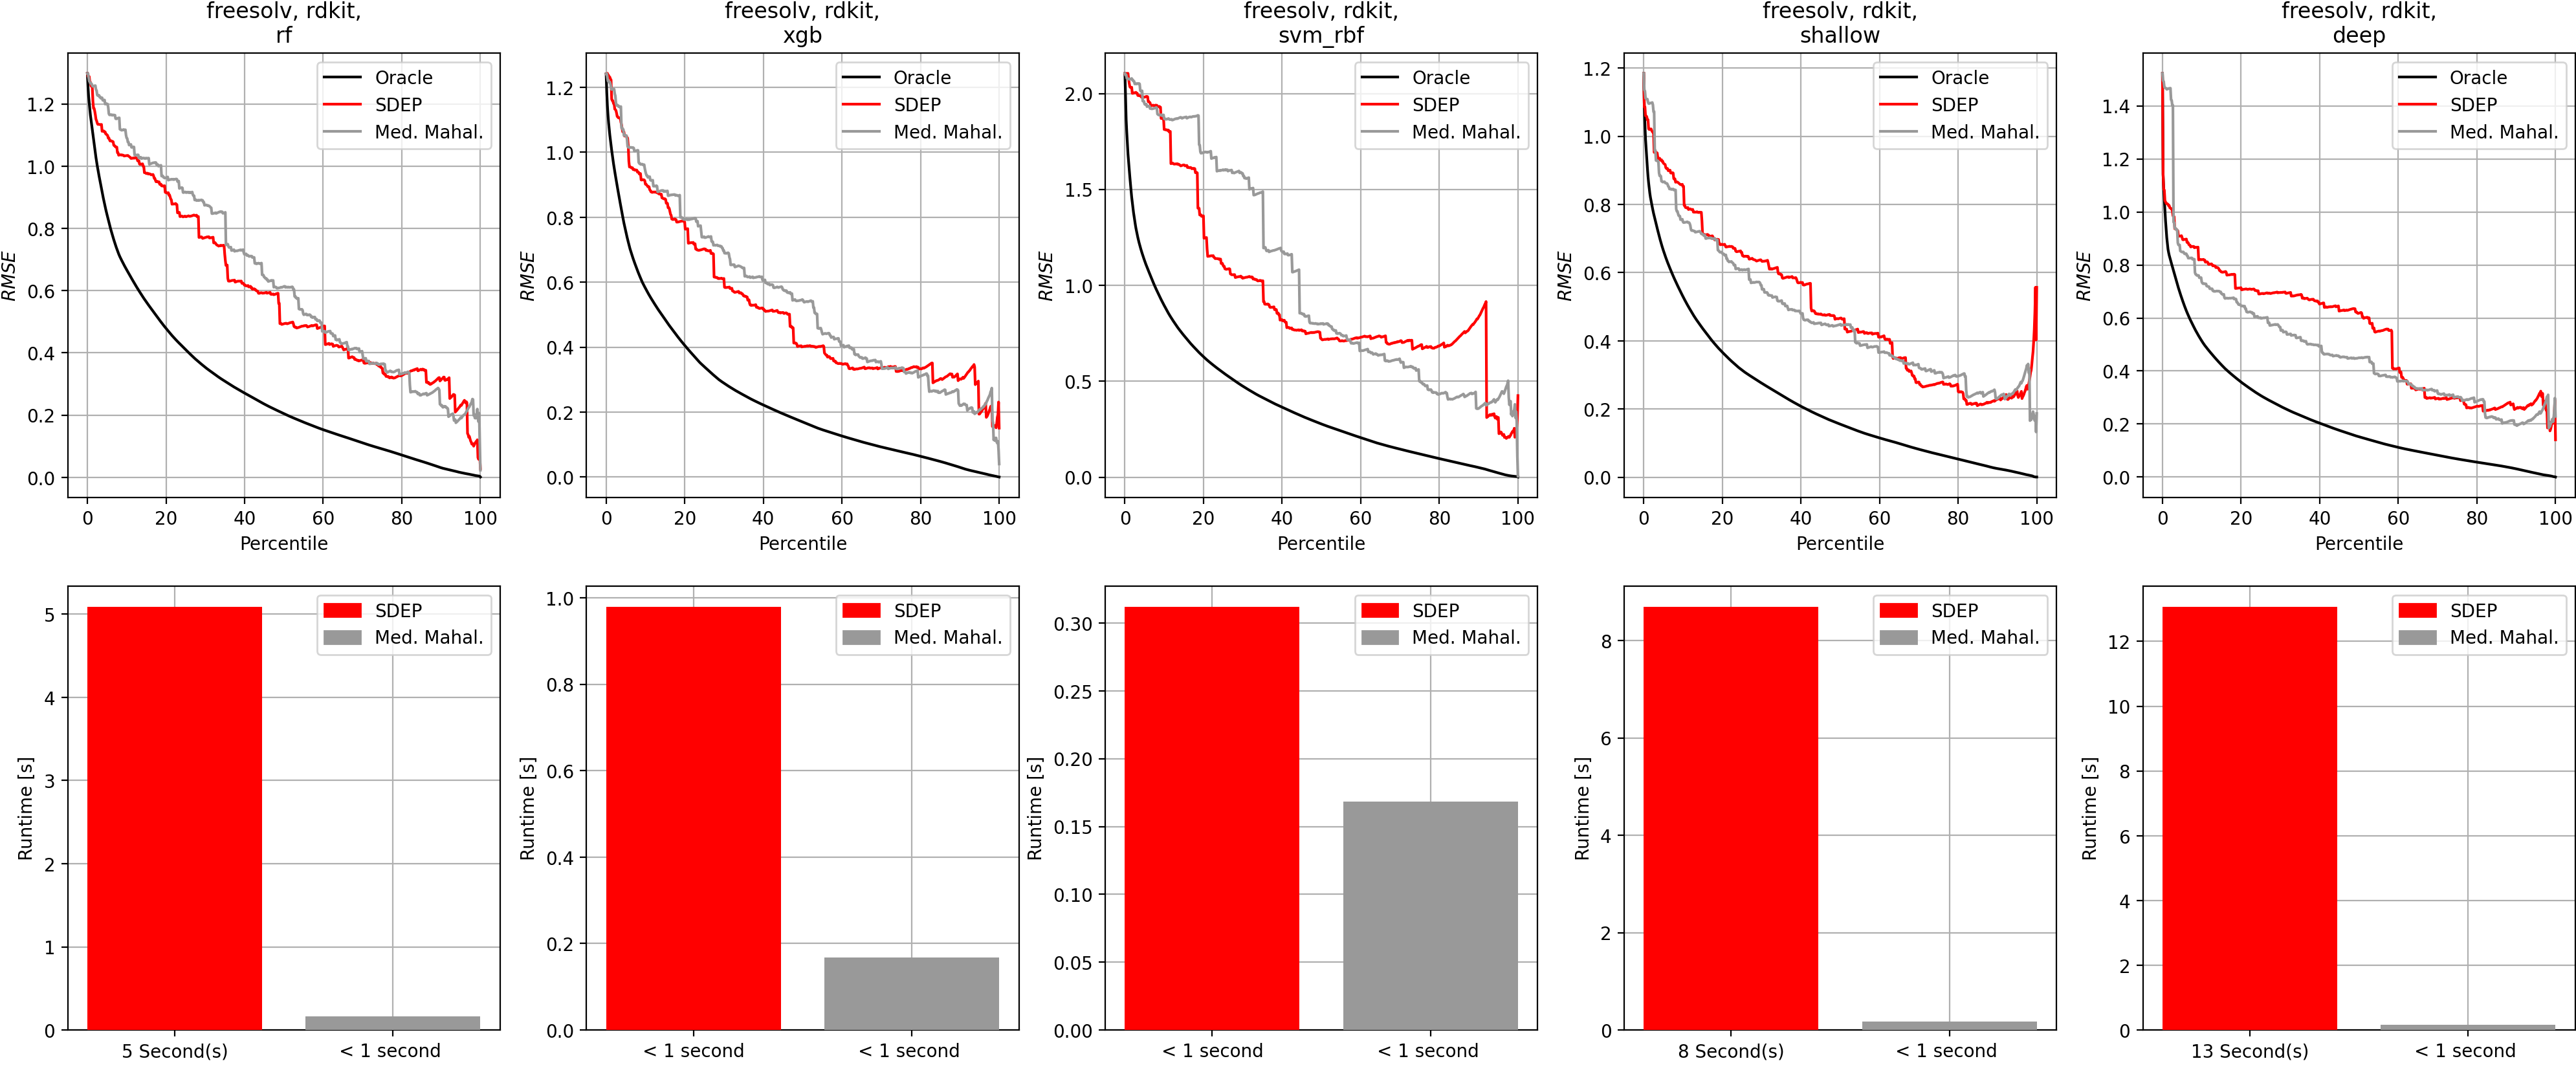 freesolv, rdkit,
rf
Oracle
SDEP
Med. Mahal.
RMSE
1.2
1.0
0.8
0.6
0.4
0.2
0.0
0 20 40 60 80 100
Percentile
freesolv, rdkit,
xgb
Oracle
SDEP
Med. Mahal.
RMSE
1.2
1.0
0.8
0.6
0.4
0.2
0.0
0 20 40 60 80 100
Percentile
freesolv, rdkit,
svm_rbf
Oracle
SDEP
Med. Mahal.
RMSE
2.0
1.5
1.0
0.5
0.0
0 20 40 60 80 100
Percentile
freesolv, rdkit,
shallow
Oracle
SDEP
Med. Mahal.
RMSE
1.2
1.0
0.8
0.6
0.4
0.2
0.0
0 20 40 60 80 100
Percentile
freesolv, rdkit,
deep
Oracle
SDEP
Med. Mahal.
RMSE
1.4
1.2
1.0
0.8
0.6
0.4
0.2
0.0
0 20 40 60 80 100
Percentile
SDEP
Med. Mahal.
Runtime [s]
5
4
3
2
1
0
5 Second(s) < 1 second
SDEP
Med. Mahal.
Runtime [s]
1.0
0.8
0.6
0.4
0.2
0.0
< 1 second < 1 second
SDEP
Med. Mahal.
Runtime [s]
0.30
0.25
0.20
0.15
0.10
0.05
0.00
< 1 second < 1 second
SDEP
Med. Mahal.
Runtime [s]
8
6
4
2
0
8 Second(s) < 1 second
SDEP
Med. Mahal.
Runtime [s]
12
10
8
6
4
2
0
13 Second(s) < 1 second